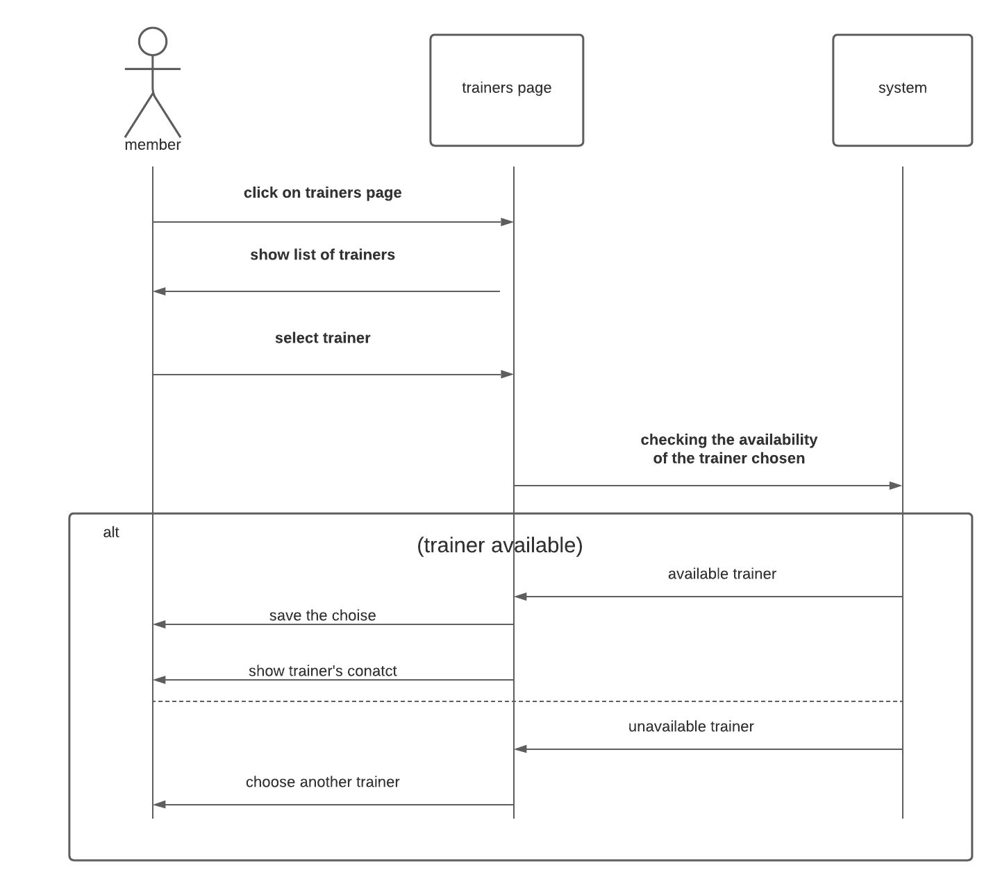 member
trainers page
system
click on trainers page
show list of trainers
select trainer
checking the availability
of the trainer chosen
alt
(trainer available)
available trainer
save the choise
show trainer's conatct
unavailable trainer
choose another trainer